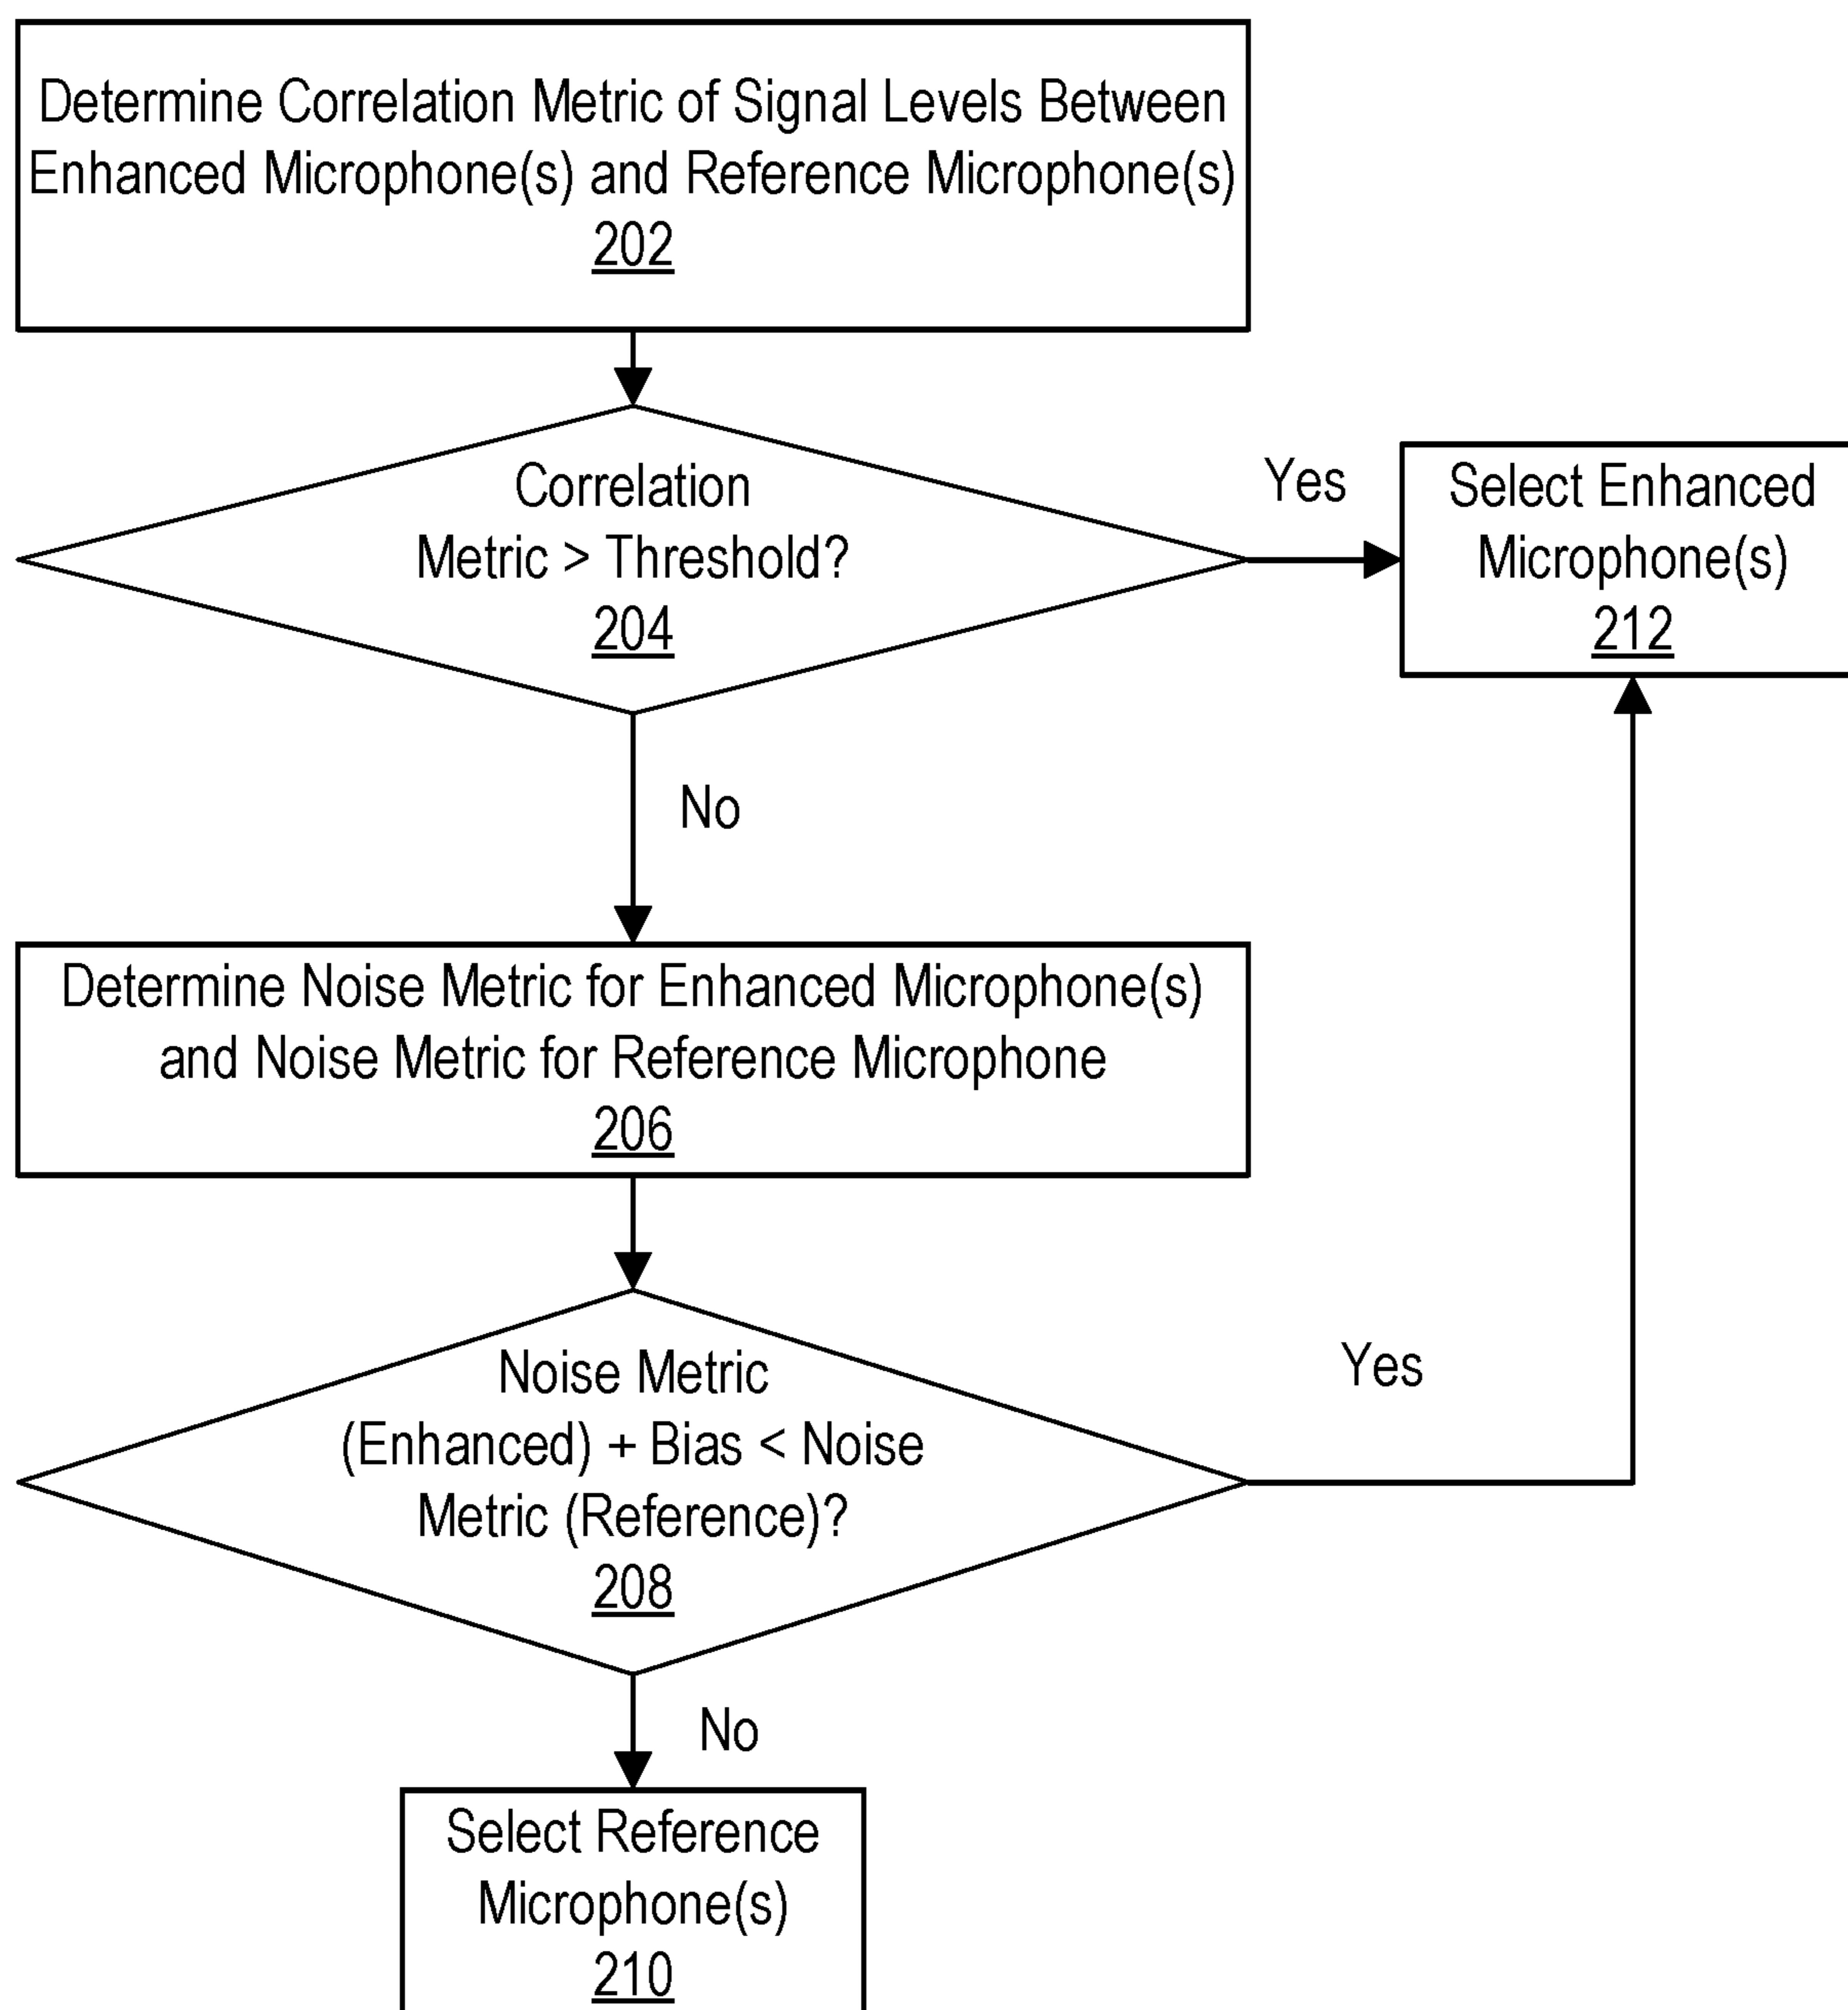 Determine Correlation Metric of Signal Levels Between
Enhanced Microphone(s) and Reference Microphone(s)
202
Correlation
Metric > Threshold?
204
Yes
Select Enhanced
Microphone(s)
212
No
Determine Noise Metric for Enhanced Microphone(s)
and Noise Metric for Reference Microphone
206
Noise Metric
(Enhanced) + Bias < Noise
Metric (Reference)?
208
Yes
No
Select Reference
Microphone(s)
210